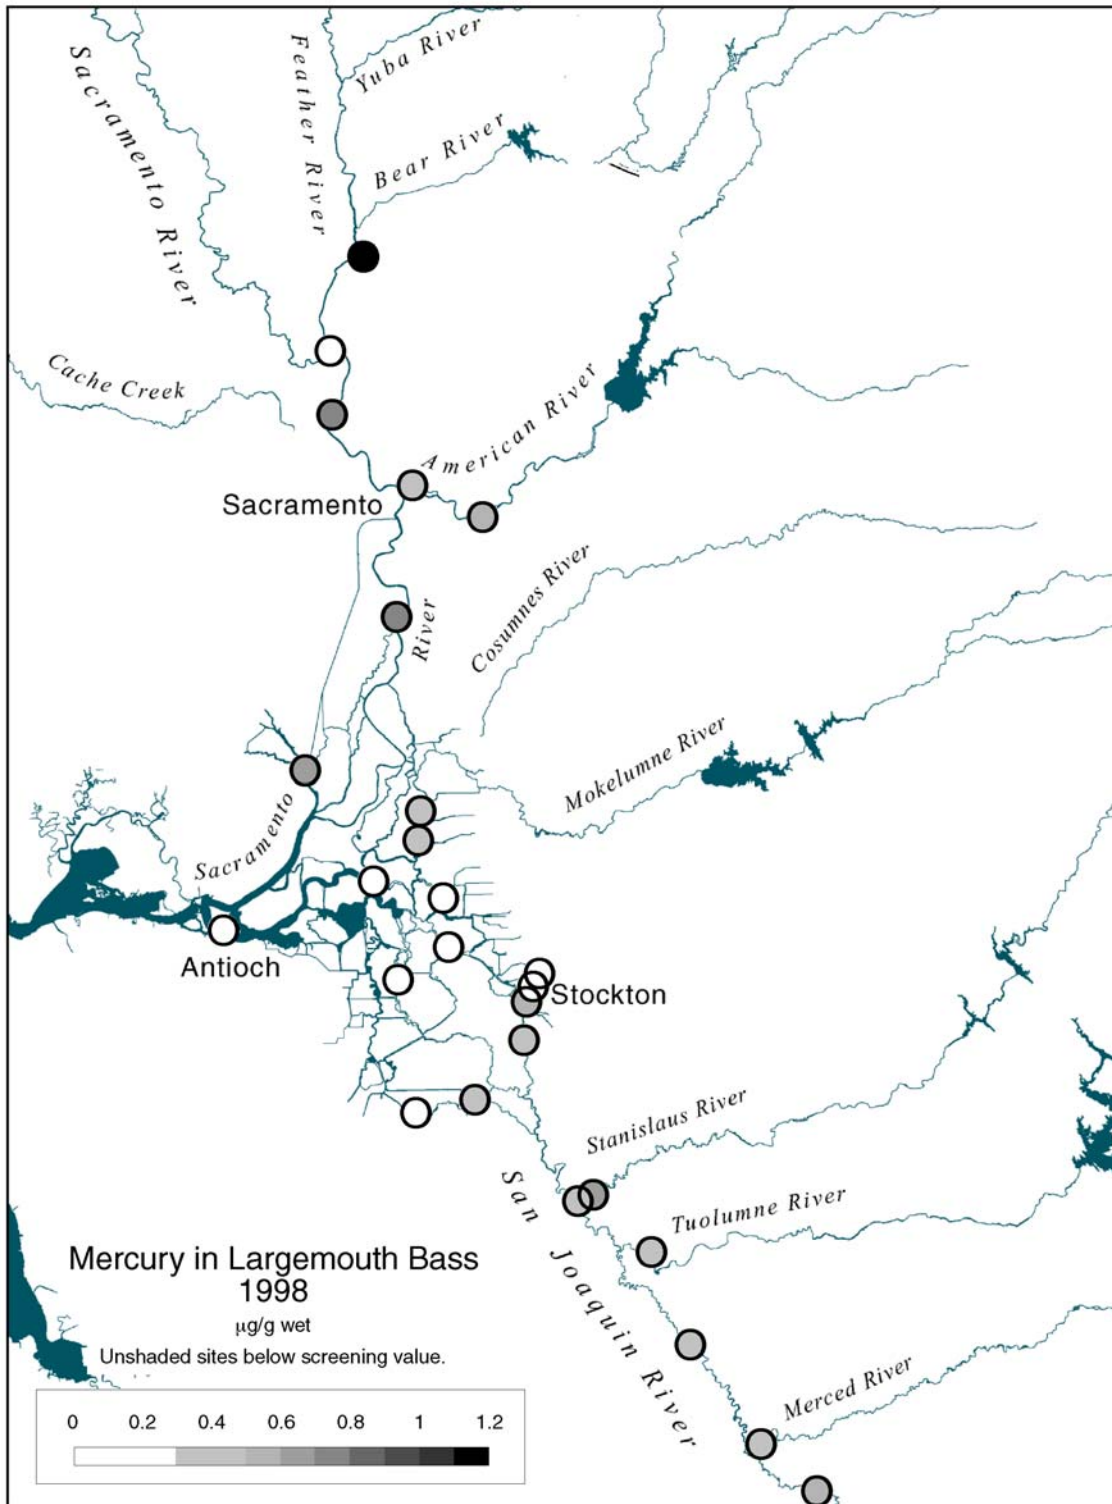 Sacramento River
Feather River
Yuba River
Bear River
Cache Creek
American River
Sacramento
Cosumnes River
River
Mokelumne River
Sacramento
Antioch
Stockton
Stanislaus River
San Joaquin River
Tuolumne River
Merced River
Mercury in Largemouth Bass
1998
µg/g wet
Unshaded sites below screening value.
0 0.2 0.4 0.6 0.8 1 1.2